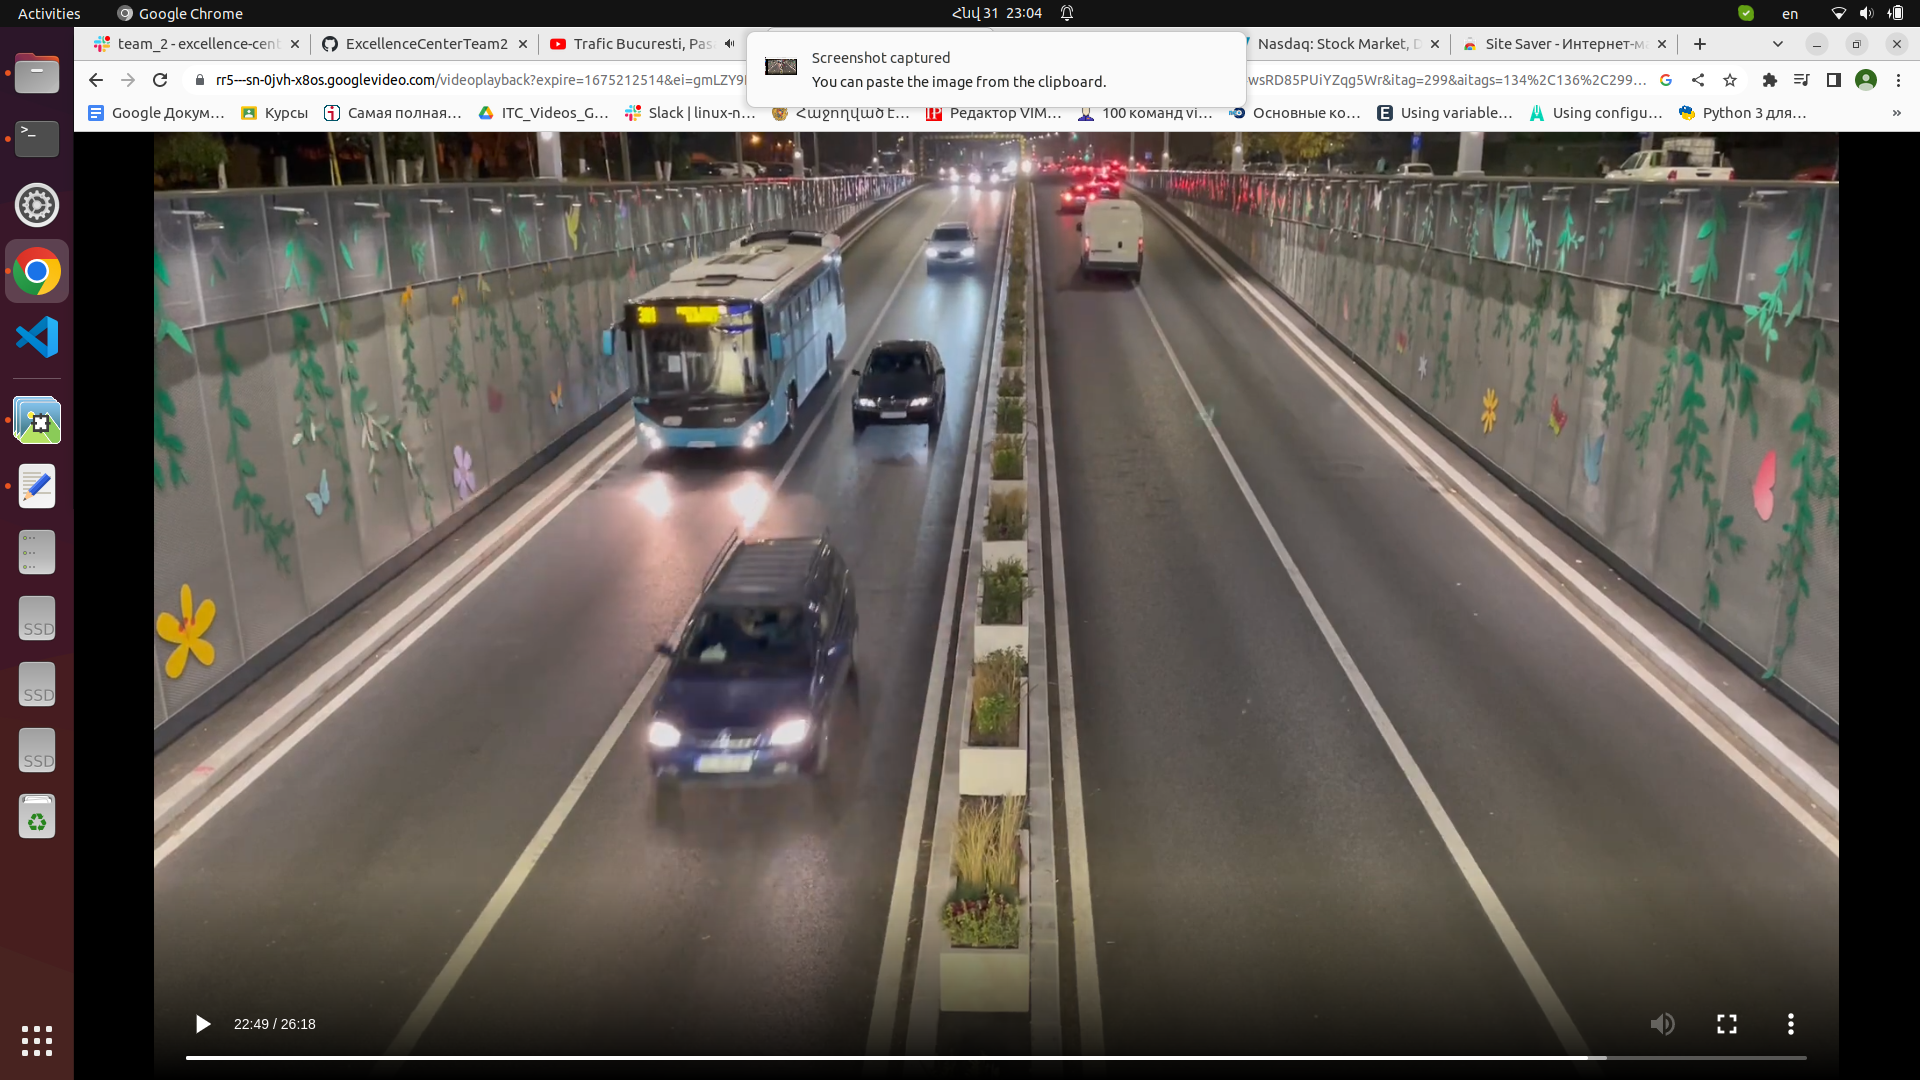 Activities
Google Chrome
Հնվ 31 23:04
en
team_2 - excellence-cent
ExcellenceCenterTeam2
Trafic Bucuresti, Pas
Nasdaq: Stock Market, D
Site Saver - Интернет-ма
Screenshot captured
You can paste the image from the clipboard.
rr5---sn-0jvh-x8os.googlevideo.com/videoplayback?expire=1675212514&ei=gmLZY9
wsRD85PUiYZqg5Wr&itag=299&aitags=134%2C136%2C299...
Google Докум...
Курсы
Самая полная...
ITC_Videos_G...
Slack | linux-n...
Հաջողված է...
Редактор VIM...
100 команд vi...
Основные ко...
Using variable...
Using configu...
Python 3 для...
»
SSD
SSD
SSD
22:49 / 26:18